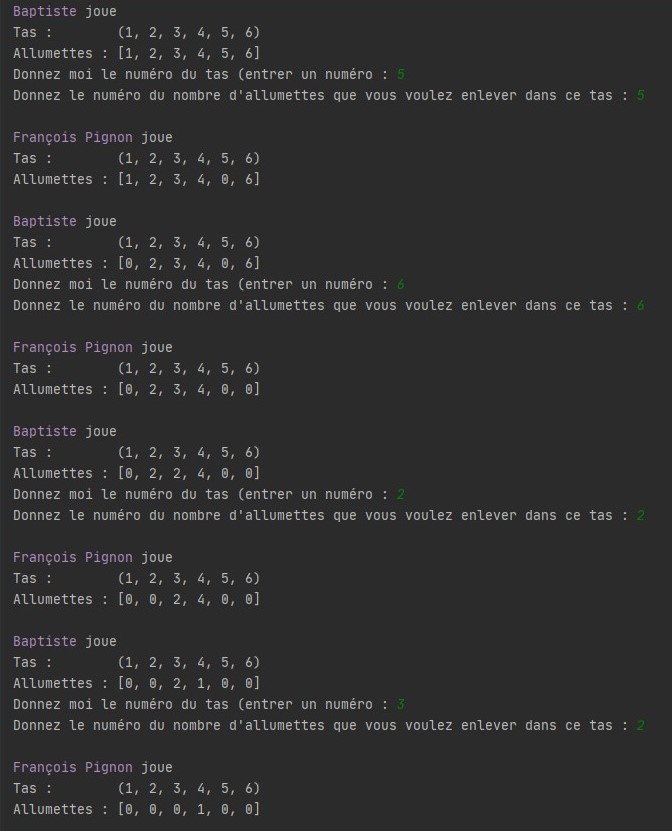 Baptiste joue
Tas :        (1, 2, 3, 4, 5, 6)
Allumettes : [1, 2, 3, 4, 5, 6]
Donnez moi le numéro du tas (entrer un numéro : 5
Donnez le numéro du nombre d'allumettes que vous voulez enlever dans ce tas : 5

François Pignon joue
Tas :        (1, 2, 3, 4, 5, 6)
Allumettes : [1, 2, 3, 4, 0, 6]

Baptiste joue
Tas :        (1, 2, 3, 4, 5, 6)
Allumettes : [0, 2, 3, 4, 0, 6]
Donnez moi le numéro du tas (entrer un numéro : 6
Donnez le numéro du nombre d'allumettes que vous voulez enlever dans ce tas : 6

François Pignon joue
Tas :        (1, 2, 3, 4, 5, 6)
Allumettes : [0, 2, 3, 4, 0, 0]

Baptiste joue
Tas :        (1, 2, 3, 4, 5, 6)
Allumettes : [0, 2, 2, 4, 0, 0]
Donnez moi le numéro du tas (entrer un numéro : 2
Donnez le numéro du nombre d'allumettes que vous voulez enlever dans ce tas : 2

François Pignon joue
Tas :        (1, 2, 3, 4, 5, 6)
Allumettes : [0, 0, 2, 4, 0, 0]

Baptiste joue
Tas :        (1, 2, 3, 4, 5, 6)
Allumettes : [0, 0, 2, 1, 0, 0]
Donnez moi le numéro du tas (entrer un numéro : 3
Donnez le numéro du nombre d'allumettes que vous voulez enlever dans ce tas : 2

François Pignon joue
Tas :        (1, 2, 3, 4, 5, 6)
Allumettes : [0, 0, 0, 1, 0, 0]